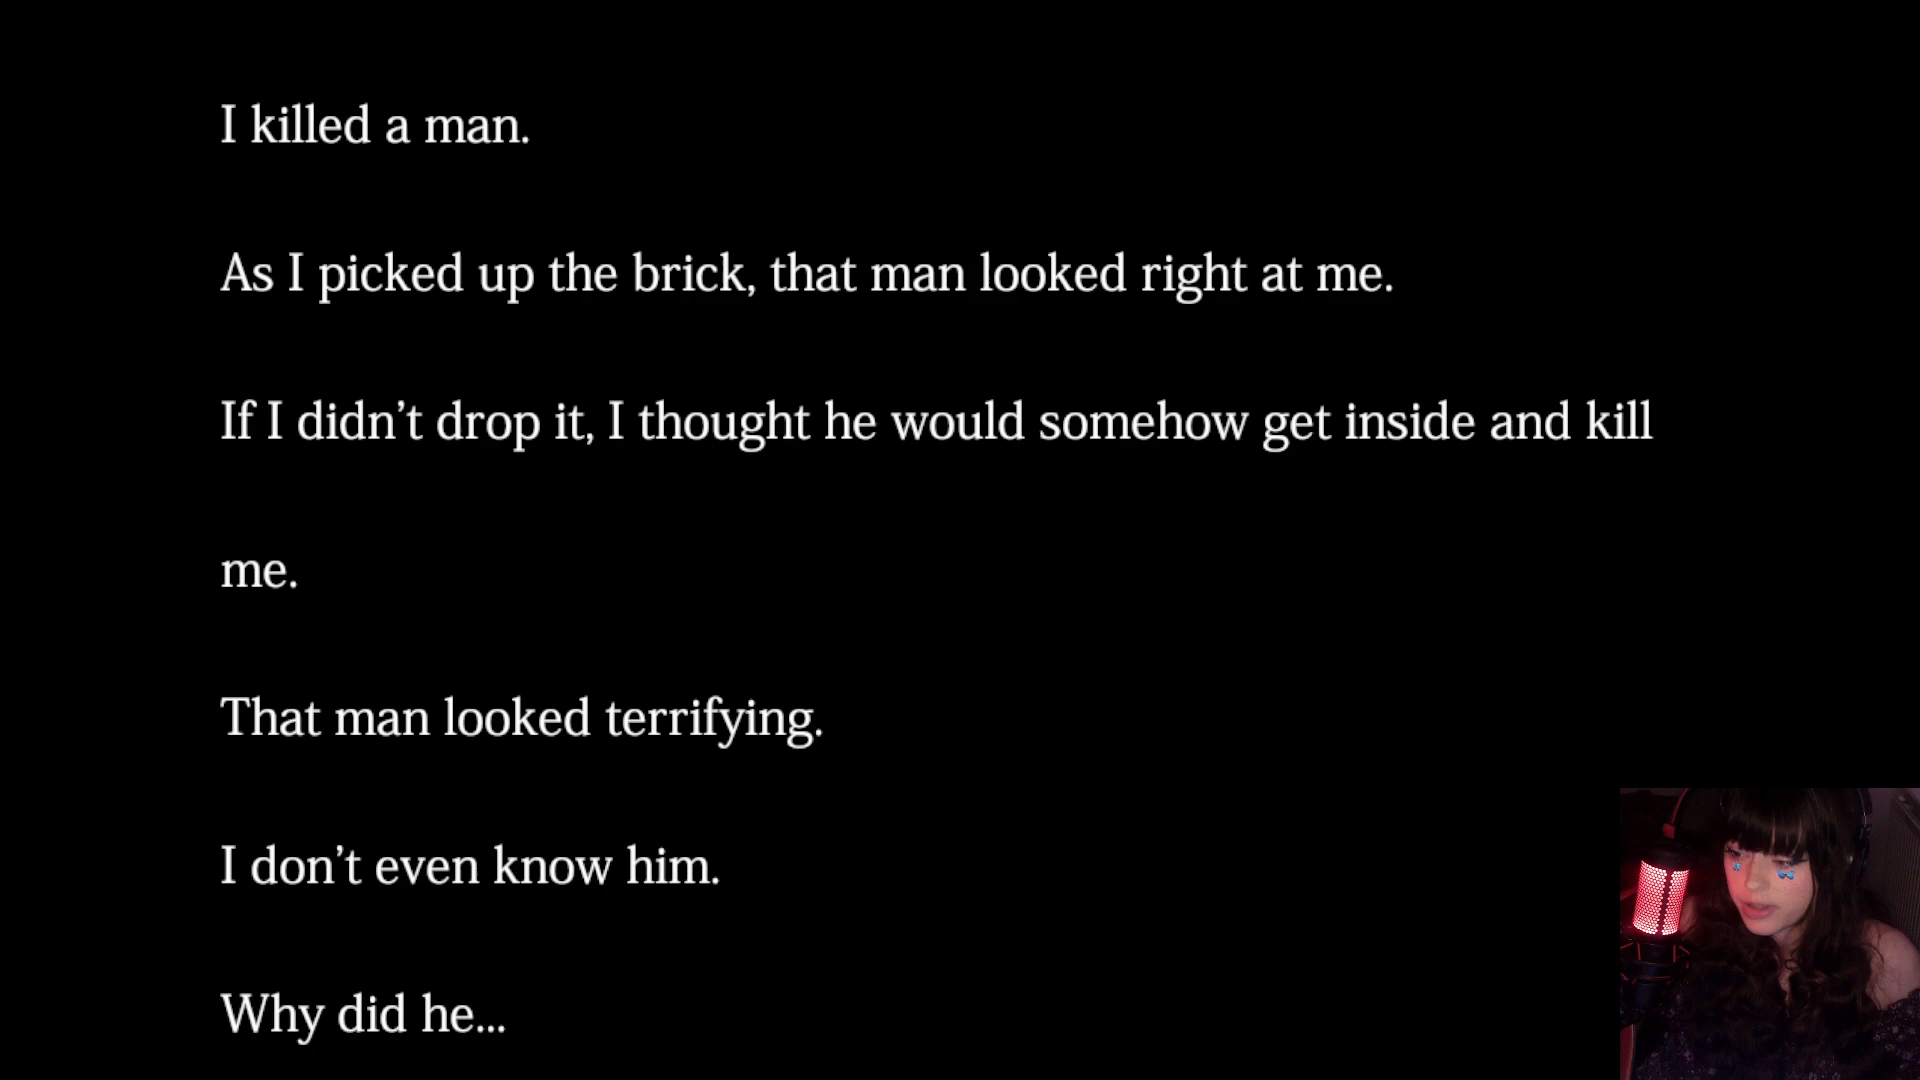 I killed a man.
As I picked up the brick, that man looked right at me.
If I didn’t drop it, I thought he would somehow get inside and kill
me.
That man looked terrifying.
I don’t even know him.
Why did he...